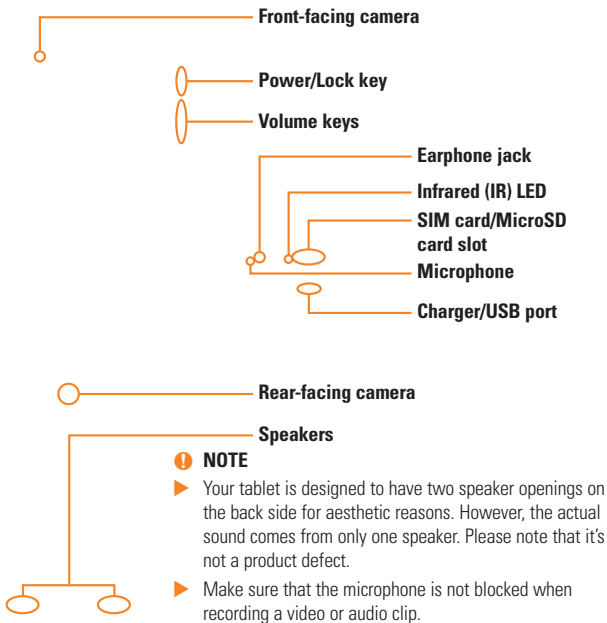 Front-facing camera
Power/Lock key
Volume keys
Earphone jack
Infrared (IR) LED
SIM card/MicroSD
card slot
Microphone
Charger/USB port
Rear-facing camera
Speakers
NOTE
Your tablet is designed to have two speaker openings on
the back side for aesthetic reasons. However, the actual
sound comes from only one speaker. Please note that it's
not a product defect.
Make sure that the microphone is not blocked when
recording a video or audio clip.